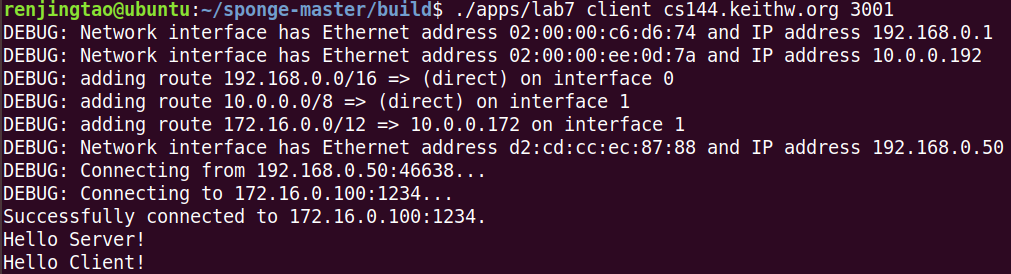 renjingtao@ubuntu:~/sponge-master/build$ ./apps/lab7 client cs144.keithw.org 3001
DEBUG: Network interface has Ethernet address 02:00:00:c6:d6:74 and IP address 192.168.0.1
DEBUG: Network interface has Ethernet address 02:00:00:ee:0d:7a and IP address 10.0.0.192
DEBUG: adding route 192.168.0.0/16 => (direct) on interface 0
DEBUG: adding route 10.0.0.0/8 => (direct) on interface 1
DEBUG: adding route 172.16.0.0/12 => 10.0.0.172 on interface 1
DEBUG: Network interface has Ethernet address d2:cd:cc:ec:87:88 and IP address 192.168.0.50
DEBUG: Connecting from 192.168.0.50:46638...
DEBUG: Connecting to 172.16.0.100:1234...
Successfully connected to 172.16.0.100:1234.
Hello Server!
Hello Client!